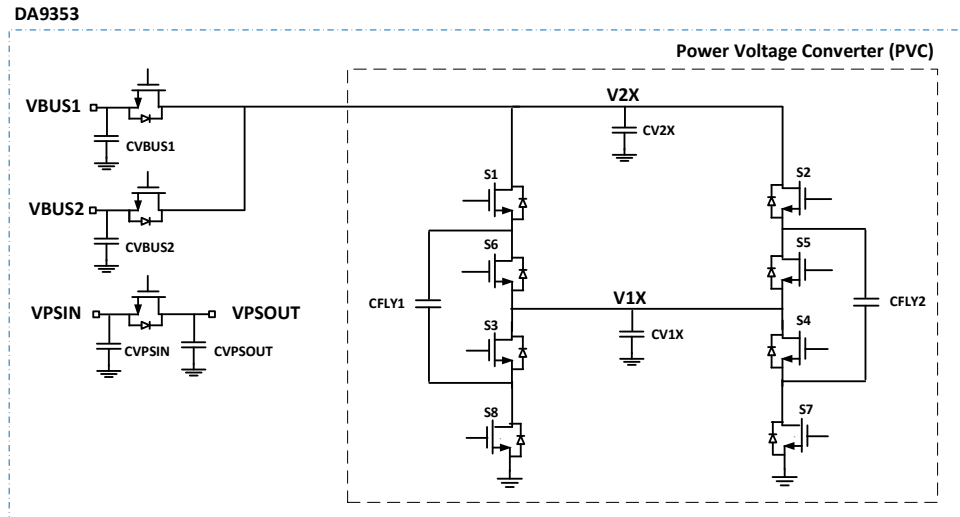 DA9353
Power Voltage Converter (PVC)
VBUS1
V2X
CVBUS1
CV2X
S1
S2
VBUS2
CVBUS2
S6
S5
CFLY1
CFLY2
VPSIN
VPSOUT
V1X
CVPSIN
CVPSOUT
S3
CV1X
S4
S8
S7